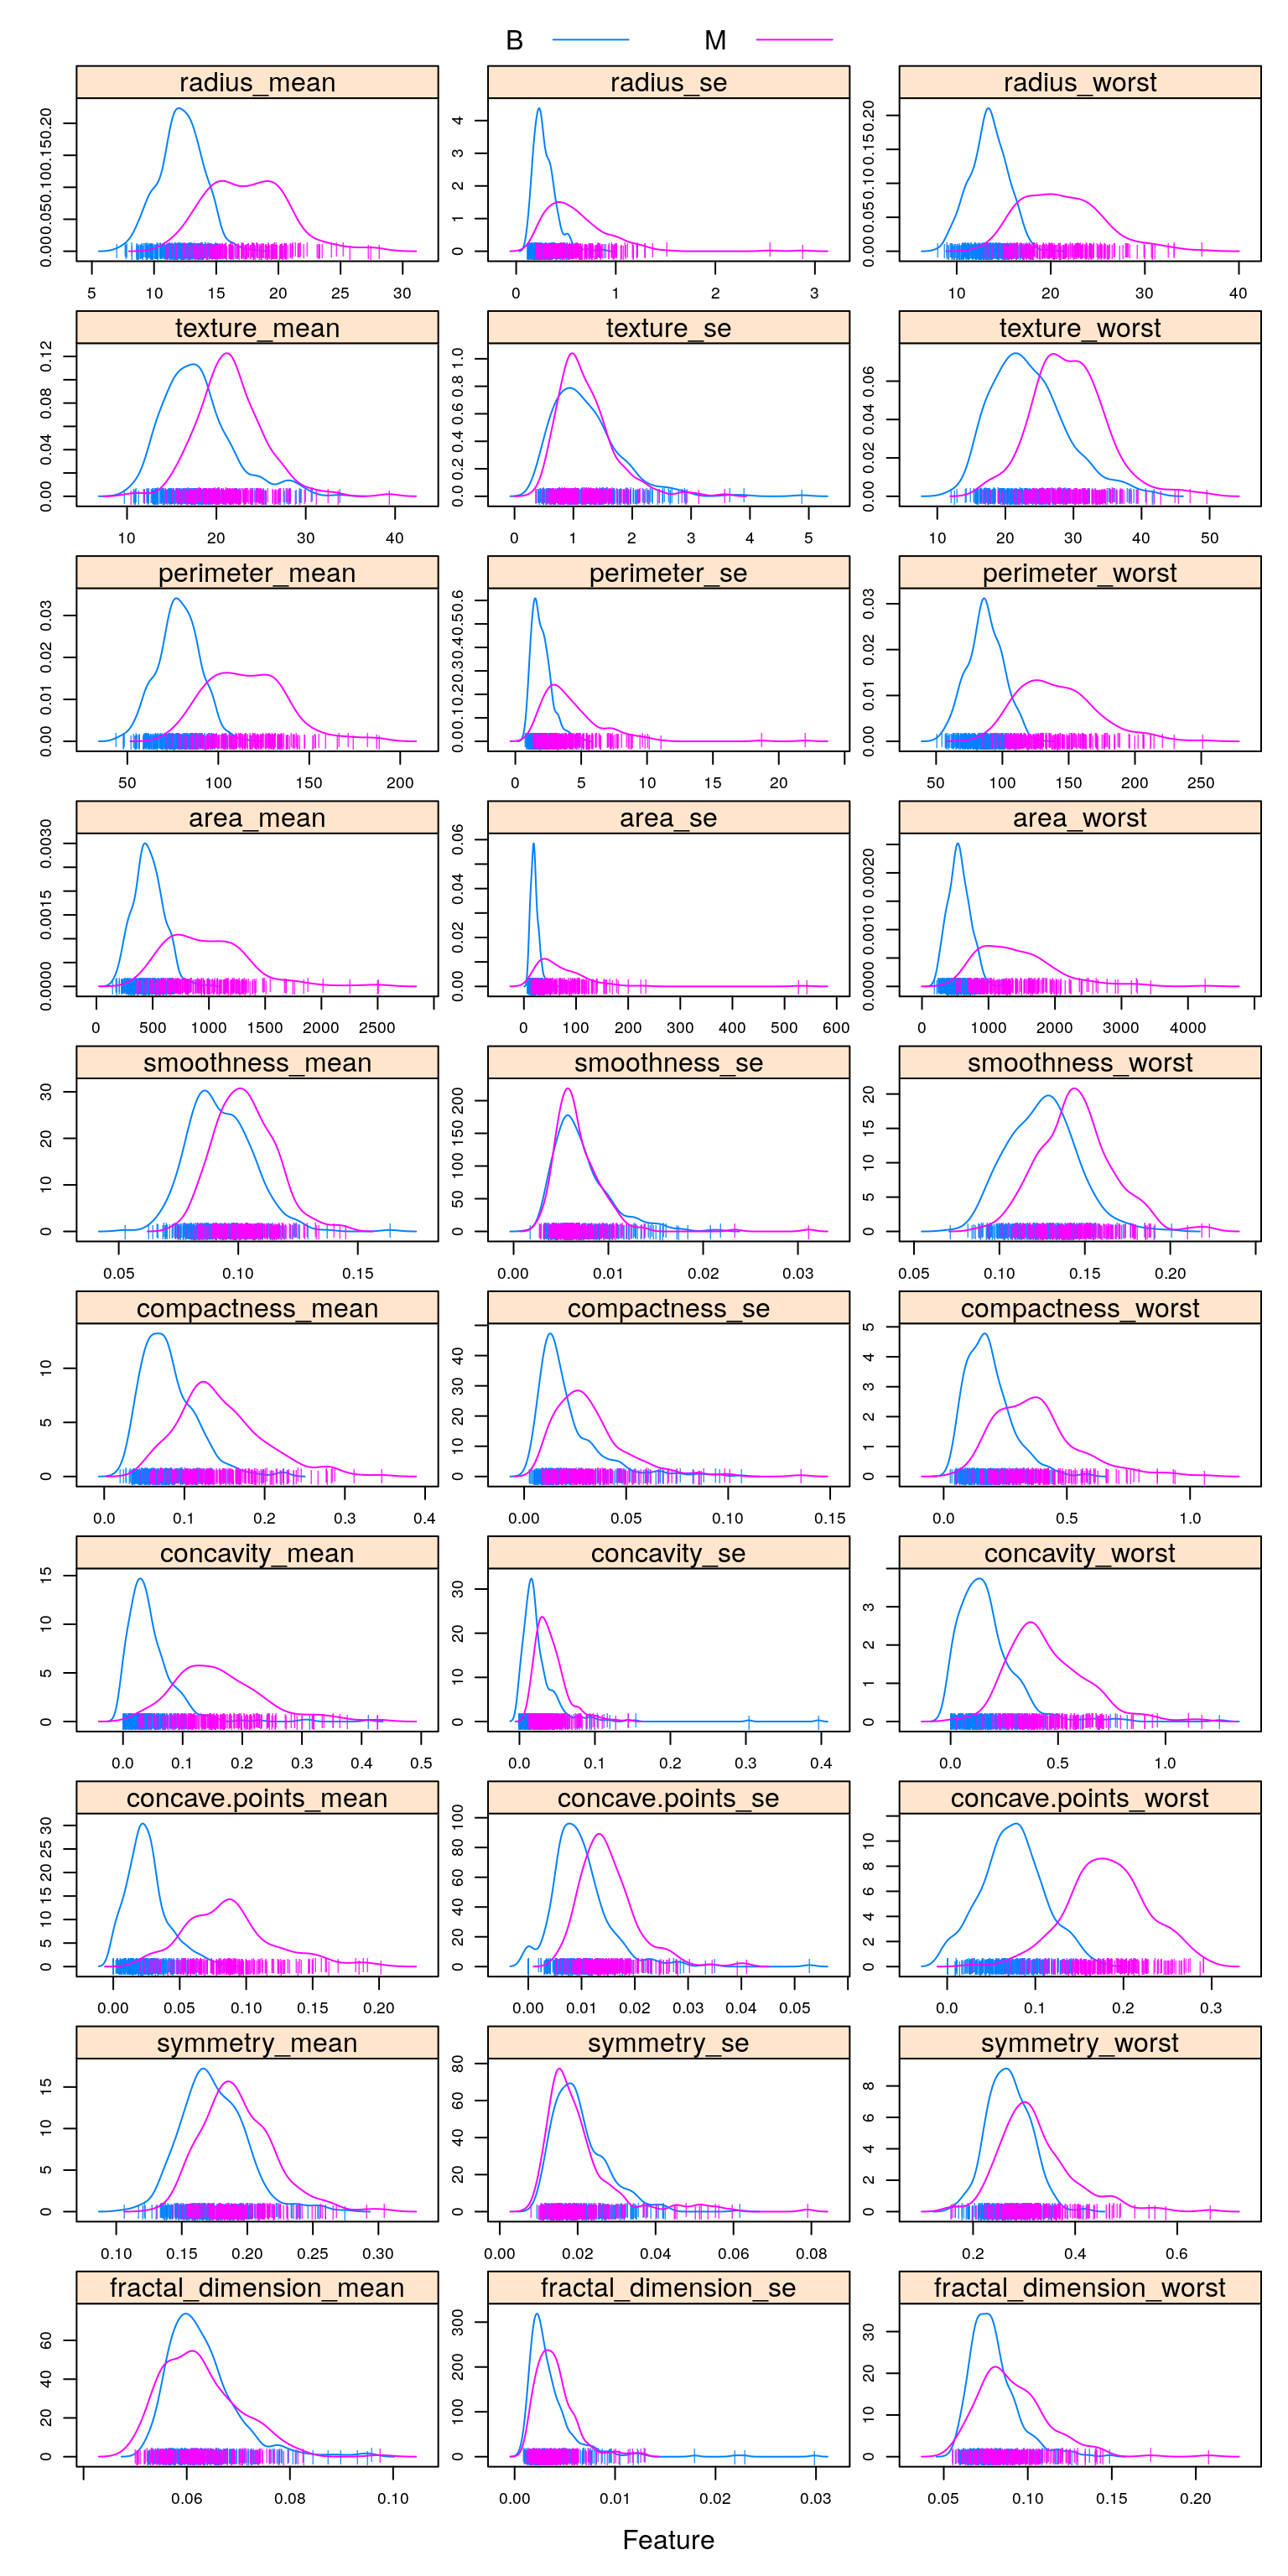 B M
radius_mean
0.00 0.05 0.10 0.15 0.20
5 10 15 20 25 30
radius_se
0 1 2 3 4
0 1 2 3
radius_worst
0.00 0.05 0.10 0.15 0.20
10 20 30 40
texture_mean
0.00 0.04 0.08 0.12
10 20 30 40
texture_se
0.0 0.2 0.4 0.6 0.8 1.0
0 1 2 3 4 5
texture_worst
0.00 0.02 0.04 0.06
10 20 30 40 50
perimeter_mean
0.00 0.01 0.02 0.03
50 100 150 200
perimeter_se
0.0 0.1 0.2 0.3 0.4 0.5 0.6
0 5 10 15 20
perimeter_worst
0.00 0.01 0.02 0.03
50 100 150 200 250
area_mean
0.0000 0.0015 0.0030
0 500 1000 1500 2000 2500
area_se
0.00 0.02 0.04 0.06
0 100 200 300 400 500 600
area_worst
0.0000 0.0010 0.0020
0 1000 2000 3000 4000
smoothness_mean
0 10 20 30
0.05 0.10 0.15
smoothness_se
0 50 100 150 200
0.00 0.01 0.02 0.03
smoothness_worst
0 5 10 15 20
0.05 0.10 0.15 0.20
compactness_mean
0 5 10
0.0 0.1 0.2 0.3 0.4
compactness_se
0 10 20 30 40
0.00 0.05 0.10 0.15
compactness_worst
0 1 2 3 4 5
0.0 0.5 1.0
concavity_mean
0 5 10 15
0.0 0.1 0.2 0.3 0.4 0.5
concavity_se
0 10 20 30
0.0 0.1 0.2 0.3 0.4
concavity_worst
0 1 2 3
0.0 0.5 1.0
concave.points_mean
0 5 10 15 20 25 30
0.00 0.05 0.10 0.15 0.20
concave.points_se
0 20 40 60 80 100
0.00 0.01 0.02 0.03 0.04 0.05
concave.points_worst
0 2 4 6 8 10
0.0 0.1 0.2 0.3
symmetry_mean
0 5 10 15
0.10 0.15 0.20 0.25 0.30
symmetry_se
0 20 40 60 80
0.00 0.02 0.04 0.06 0.08
symmetry_worst
0 2 4 6 8
0.2 0.4 0.6
fractal_dimension_mean
0 20 40 60
0.06 0.08 0.10
fractal_dimension_se
0 100 200 300
0.00 0.01 0.02 0.03
fractal_dimension_worst
0 10 20 30
0.05 0.10 0.15 0.20
Feature